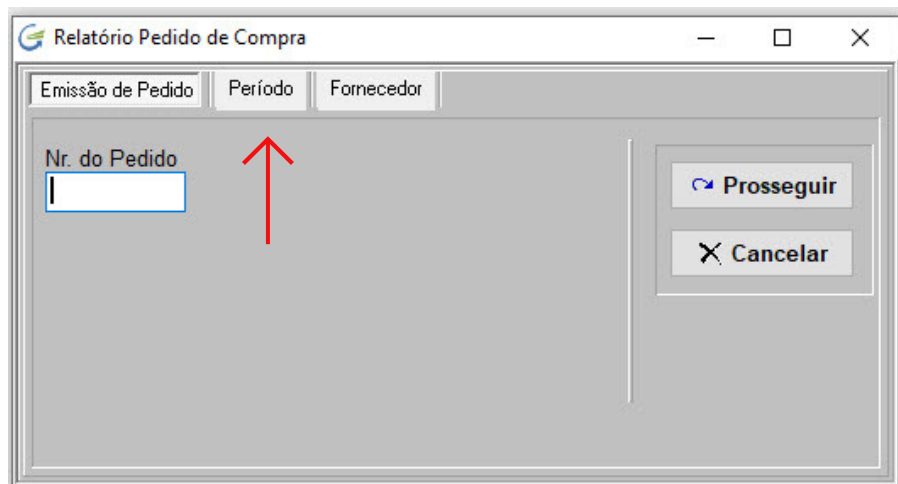 Relatório Pedido de Compra
Emissão de Pedido Período Fornecedor
Nr. do Pedido
Prosseguir
Cancelar